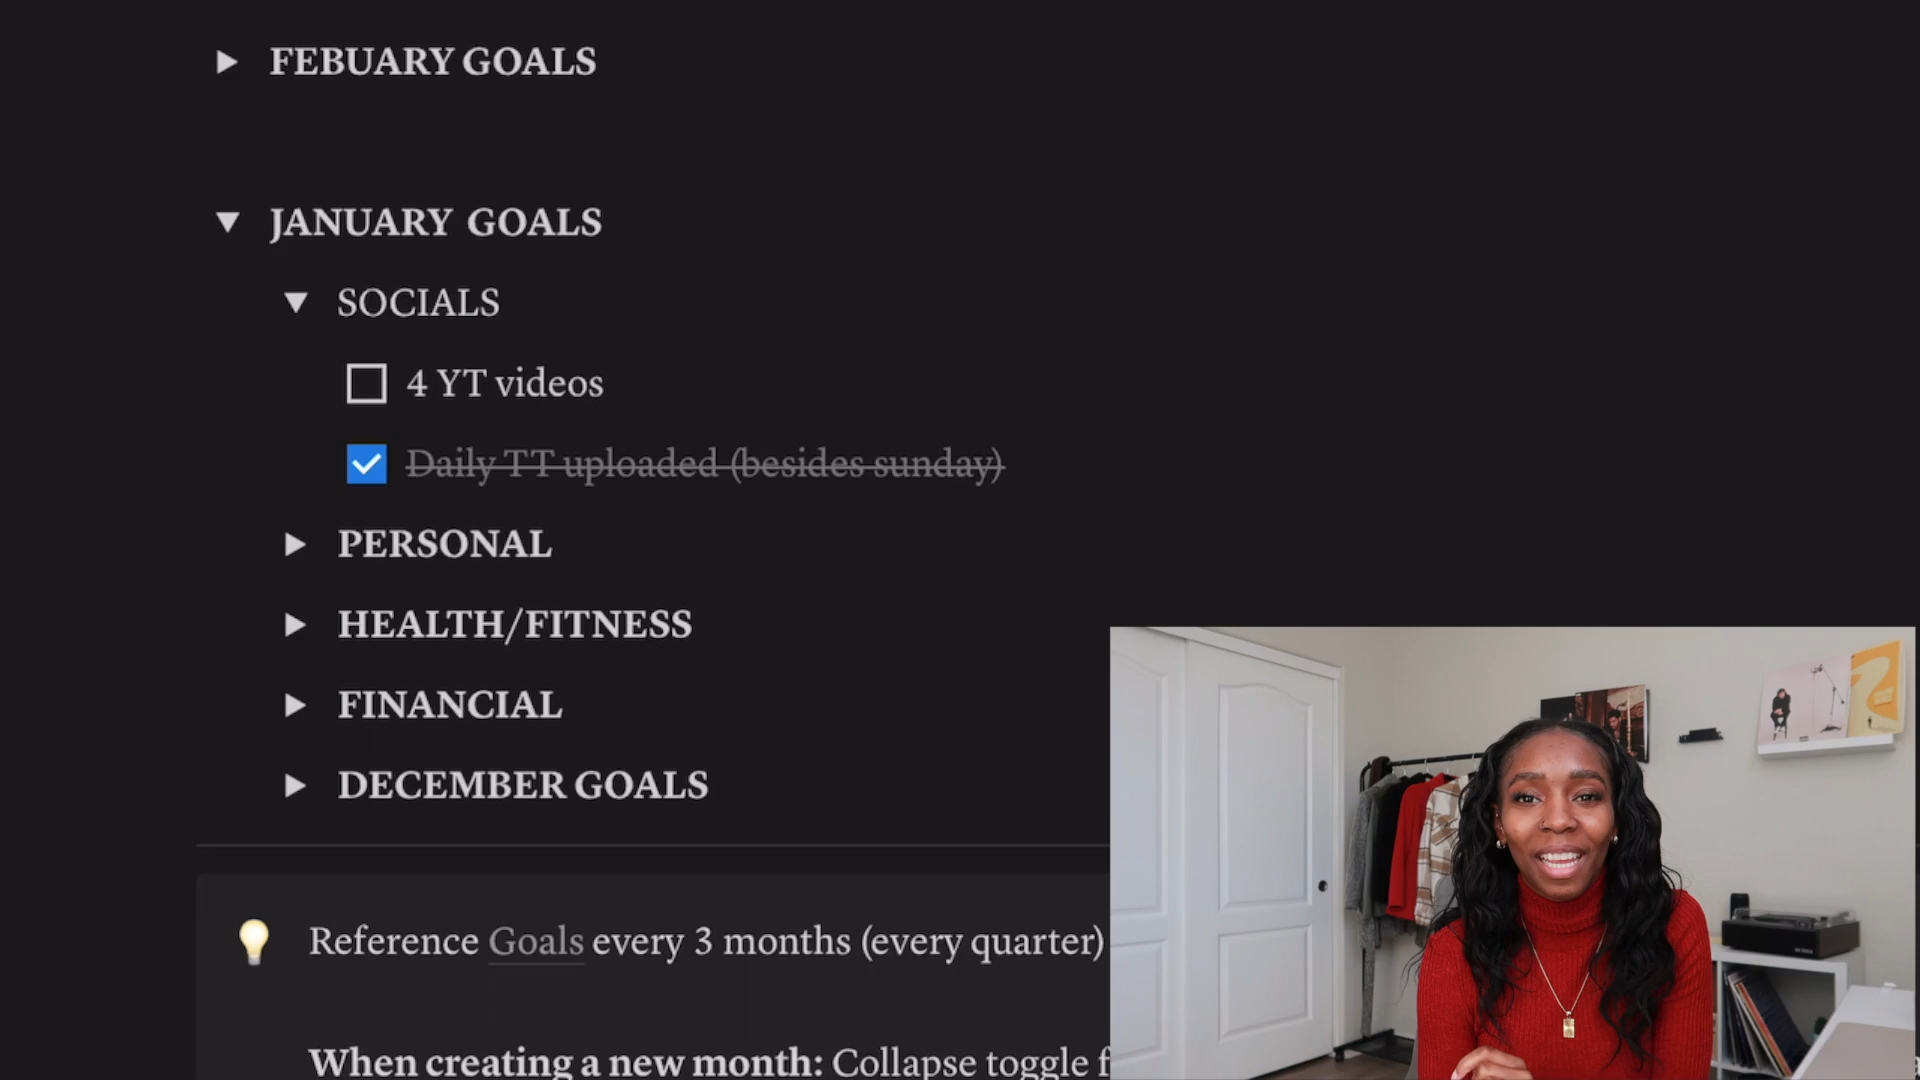 FEBUARY GOALS
JANUARY GOALS
SOCIALS
4 YT videos
Daily TT uploaded (besides sunday)
PERSONAL
HEALTH/FITNESS
FINANCIAL
DECEMBER GOALS
Reference Goals every 3 months (every quarter)
When creating a new month: Collapse toggle f